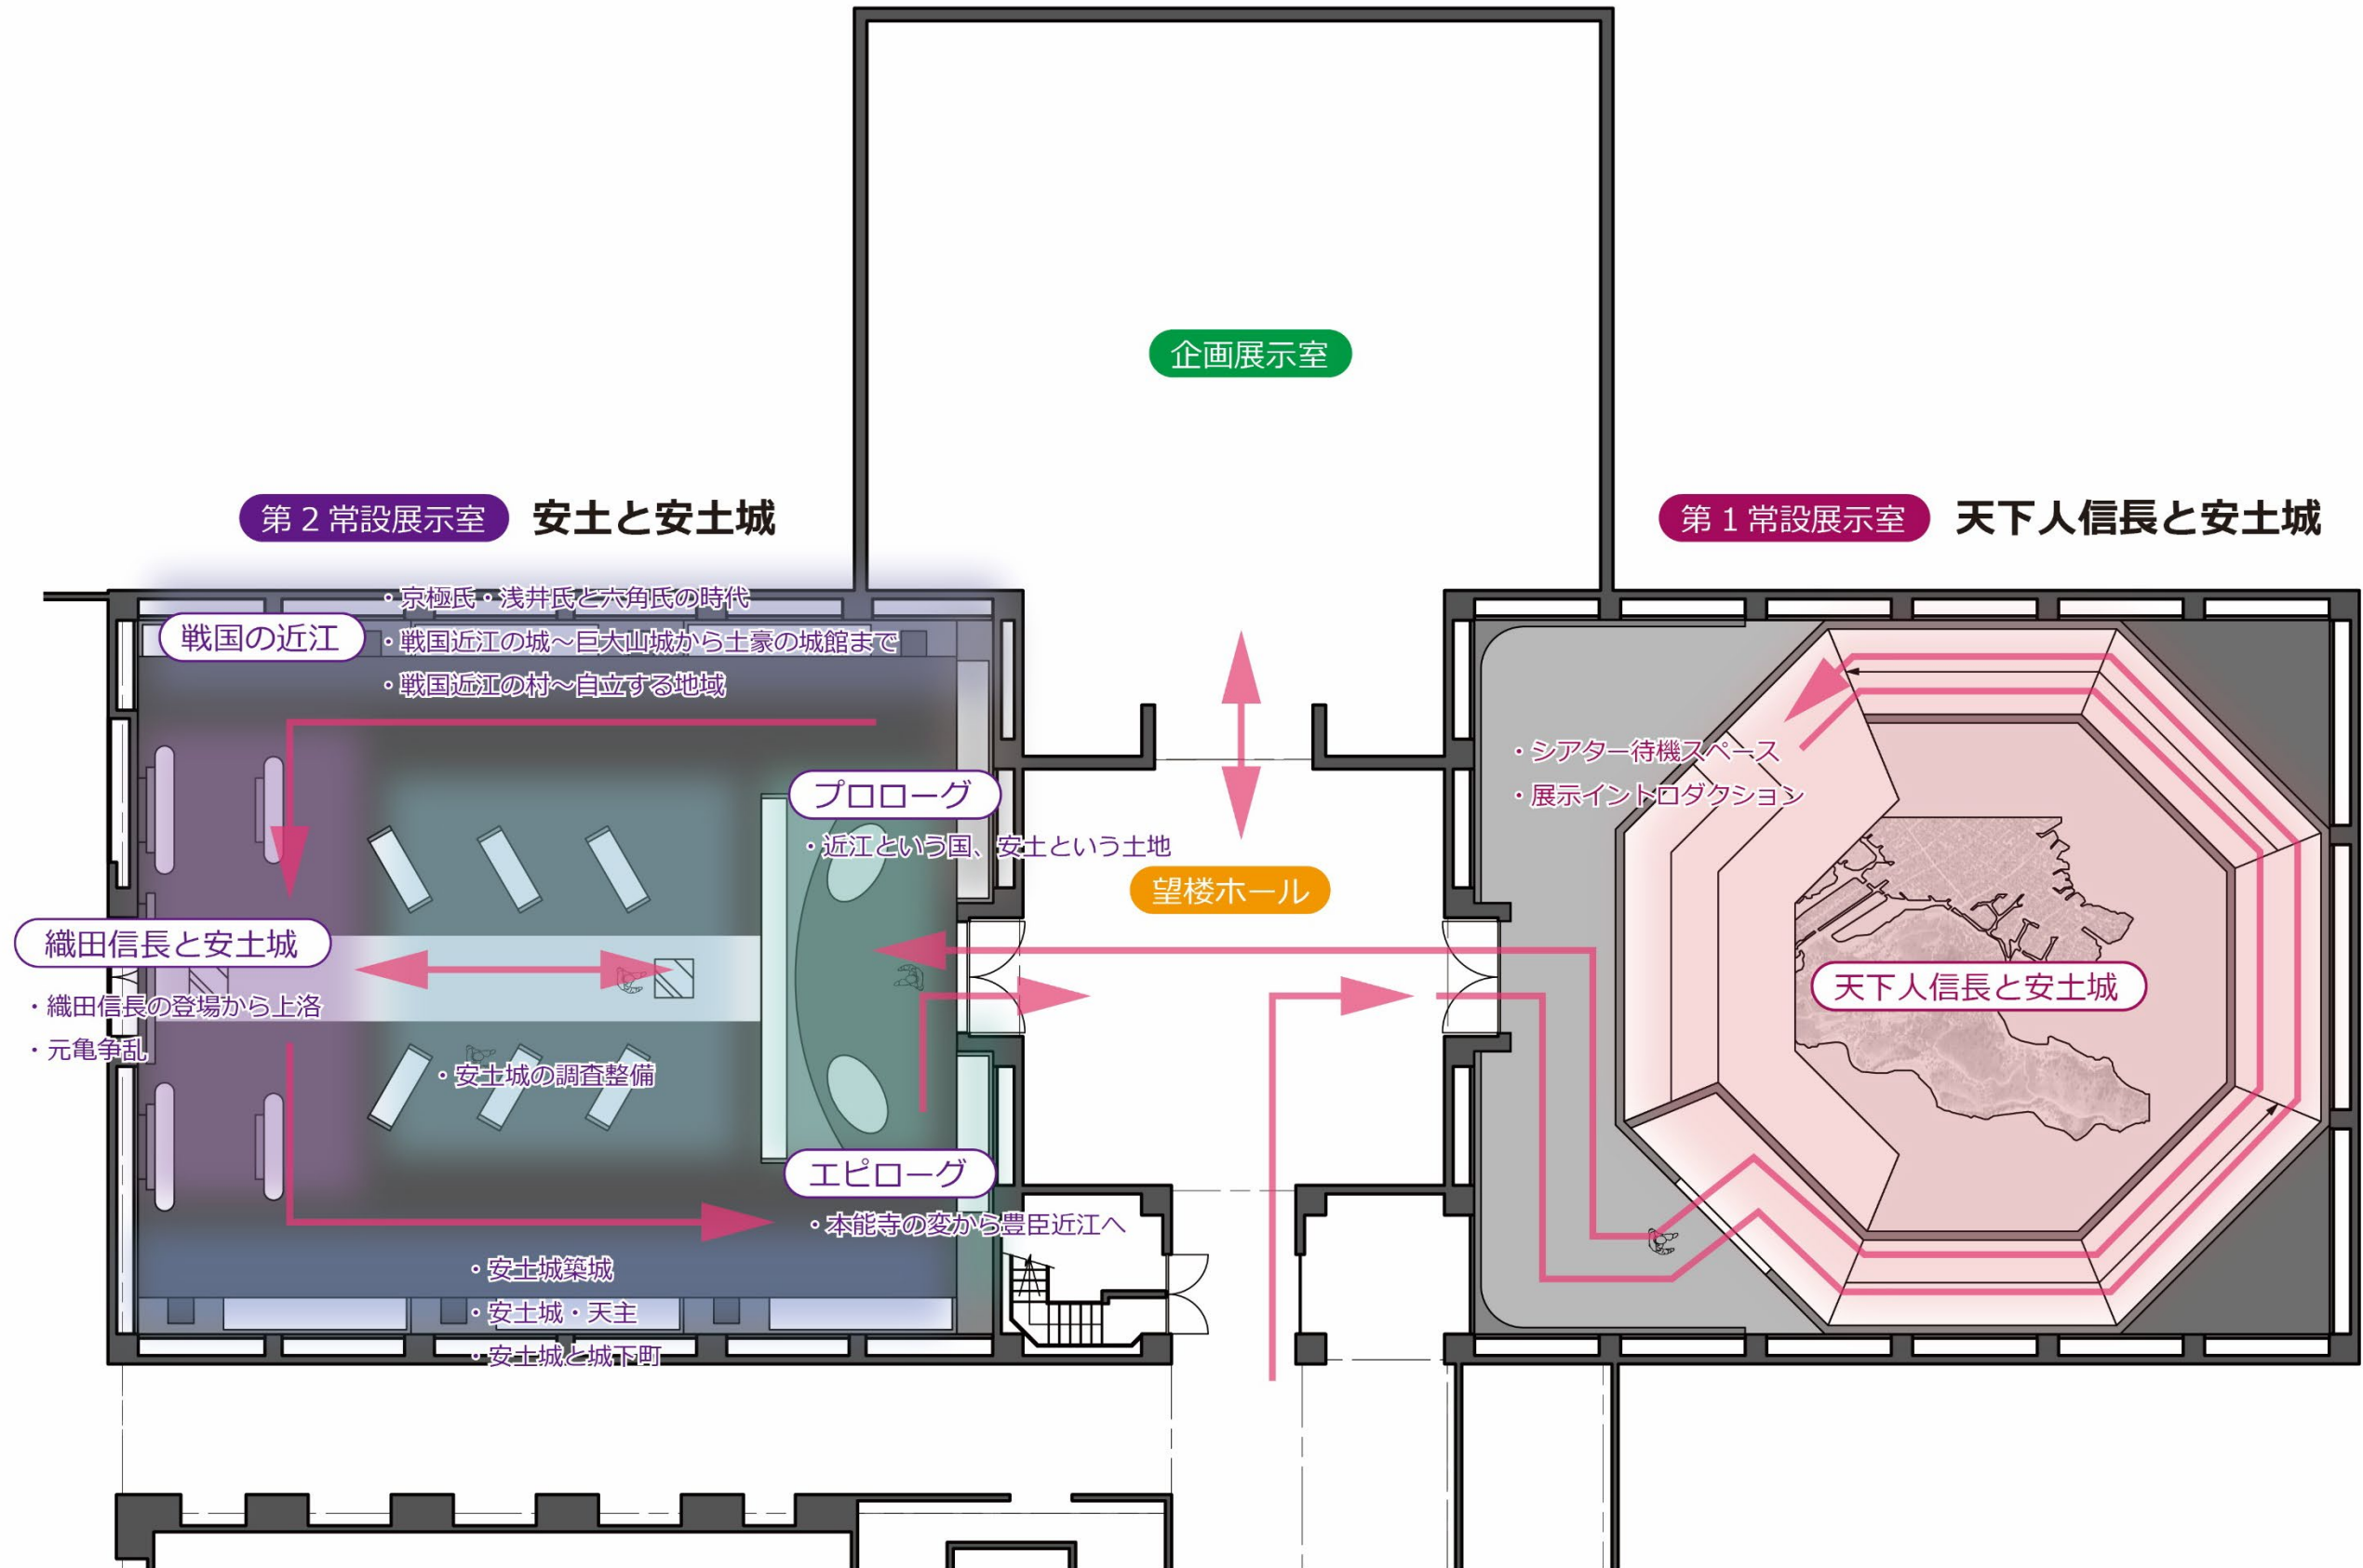 企画展示室
第2常設展示室 安土と安土城
第1常設展示室 天下人信長と安土城
戦国の近江
・京極氏・浅井氏と六角氏の時代
・戦国近江の城～巨大山城から土豪の城館まで
・戦国近江の村～自立する地域
プロローグ
・近江という国、安土という土地
望楼ホール
・シアター待機スペース
・展示イントロダクション
織田信長と安土城
・織田信長の登場から上洛
・元亀争乱
天下人信長と安土城
・安土城の調査整備
エピローグ
・本能寺の変から豊臣近江へ
・安土城築城
・安土城・天主
・安土城と城下町